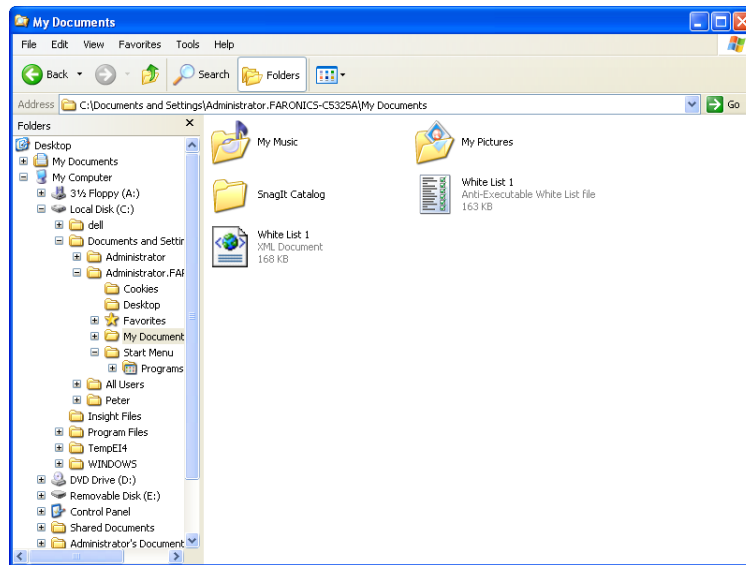 My Documents
File Edit View Favorites Tools Help
Back Search Folders
Address C:\Documents and Settings\Administrator.FARONICS-C5325A\My Documents Go
Folders
Desktop
My Documents
My Computer
3½ Floppy (A:)
Local Disk (C:)
dell
Documents and Settir
Administrator
Administrator.FAF
Cookies
Desktop
Favorites
My Document
Start Menu
Programs
All Users
Peter
Insight Files
Program Files
TempEI4
WINDOWS
DVD Drive (D:)
Removable Disk (E:)
Control Panel
Shared Documents
Administrator's Document
My Music
My Pictures
SnagIt Catalog
White List 1
Anti-Executable White List file
163 KB
White List 1
XML Document
168 KB